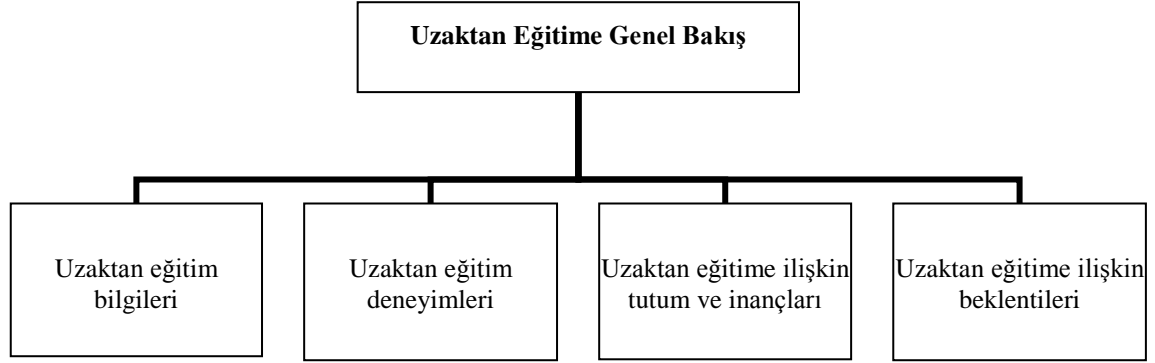 Uzaktan Eğitime Genel Bakış
Uzaktan eğitim
bilgileri
Uzaktan eğitim
deneyimleri
Uzaktan eğitime ilişkin
tutum ve inançları
Uzaktan eğitime ilişkin
beklentileri